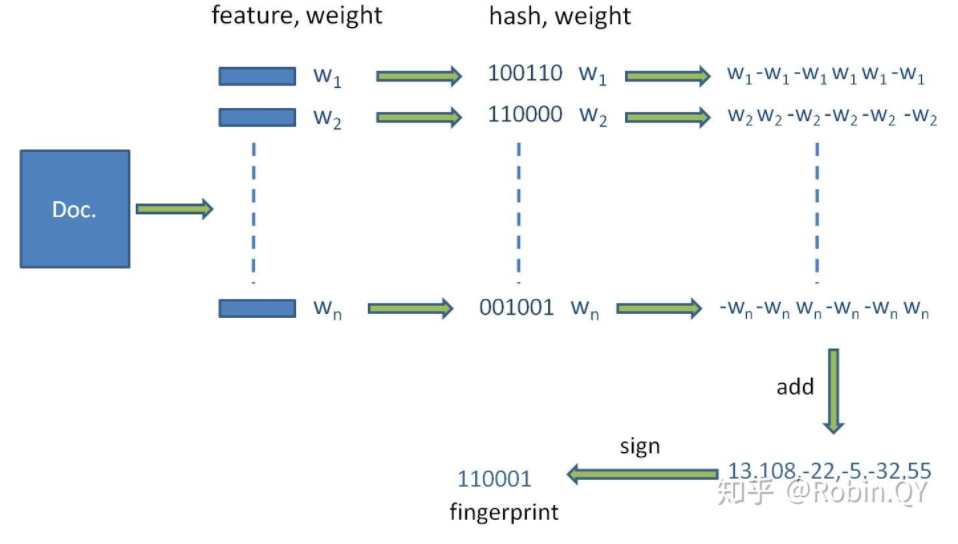 feature, weight hash, weight
w₁ 100110 w₁ w₁ -w₁ -w₁ w₁ w₁ -w₁
w₂ 110000 w₂ w₂ w₂ -w₂ -w₂ -w₂ -w₂
Doc.
wₙ 001001 wₙ -wₙ -wₙ wₙ -wₙ -wₙ wₙ
add
sign
13,108,-22,-5,-32,55
110001
知乎 @Robin.QY
fingerprint